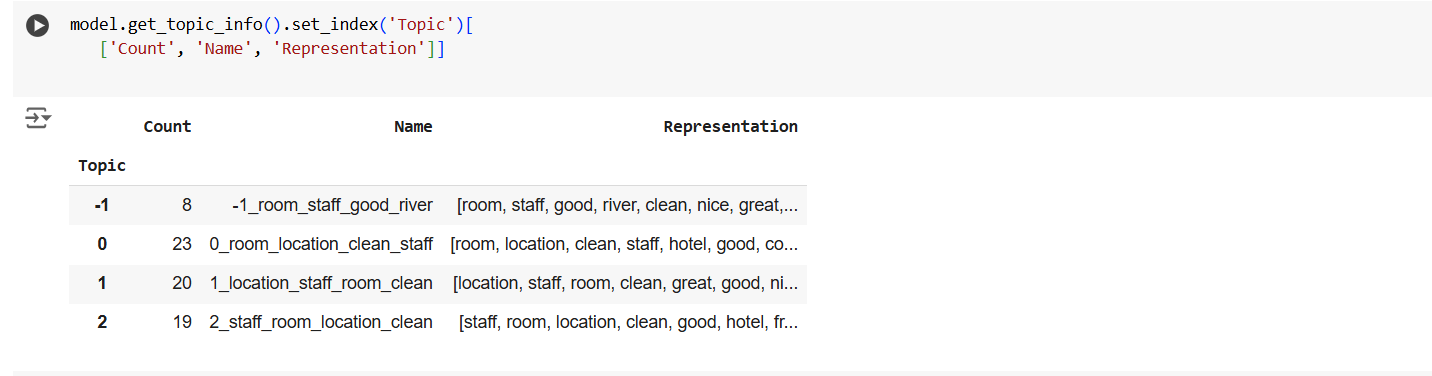 model.get_topic_info().set_index('Topic')[
['Count', 'Name', 'Representation']]
Count Name Representation
Topic
-1 8 -1_room_staff_good_river [room, staff, good, river, clean, nice, great,...
0 23 0_room_location_clean_staff [room, location, clean, staff, hotel, good, co...
1 20 1_location_staff_room_clean [location, staff, room, clean, great, good, ni...
2 19 2_staff_room_location_clean [staff, room, location, clean, good, hotel, fr...